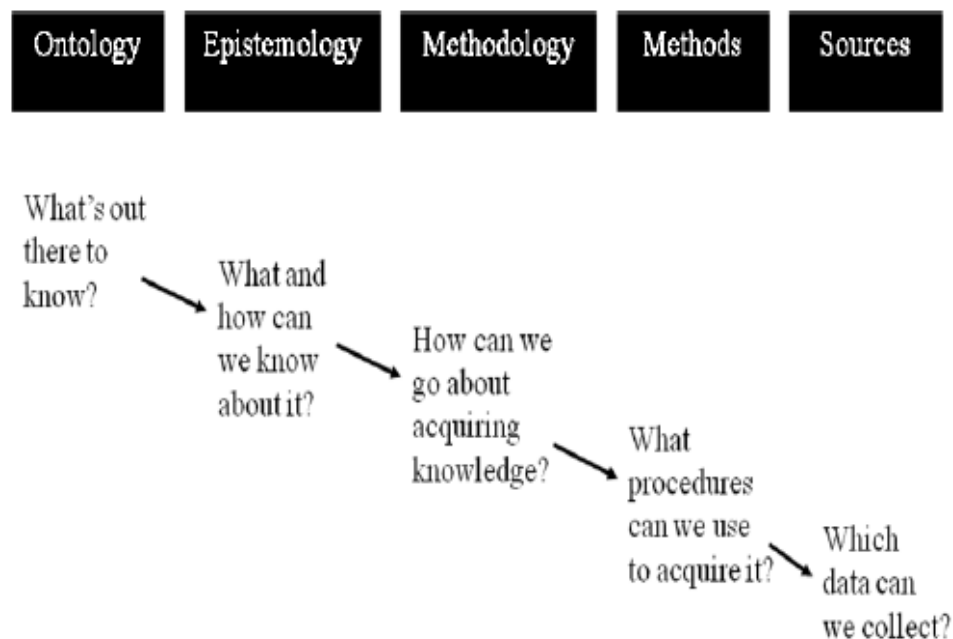 Ontology
Epistemology
Methodology
Methods
Sources
What's out
there to
know?
What and
how can
we know
about it?
How can we
go about
acquiring
knowledge?
What
procedures
can we use
to acquire it?
Which
data can
we collect?